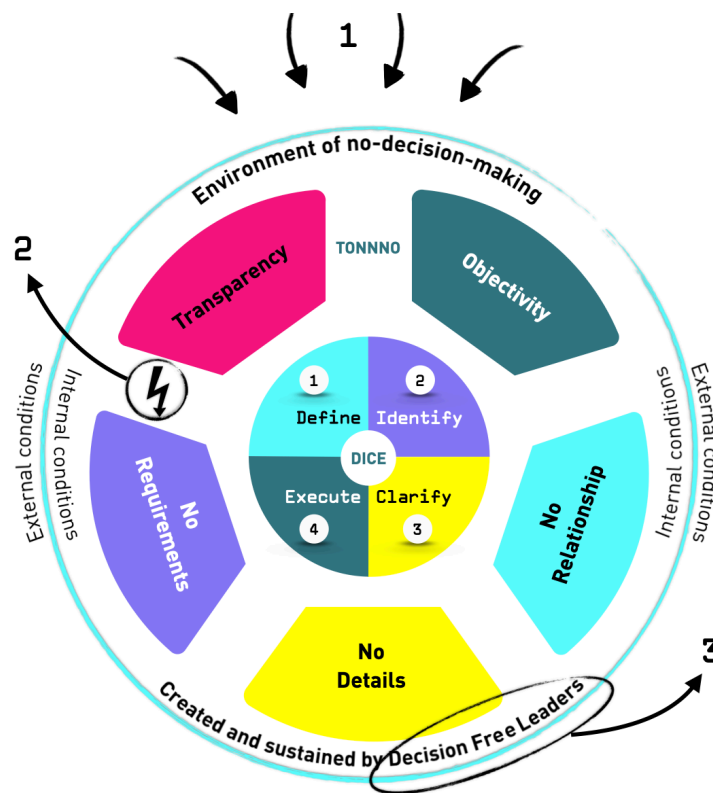 1
Environment of no-decision-making
2
Transparency
TONNNO
Objectivity
External conditions
Internal conditions
1
Define
2
Identify
DICE
Execute
4
Clarify
3
Internal conditions
External conditions
No
Requirements
No
Relationship
No
Details
3
Created and sustained by Decision Free Leaders